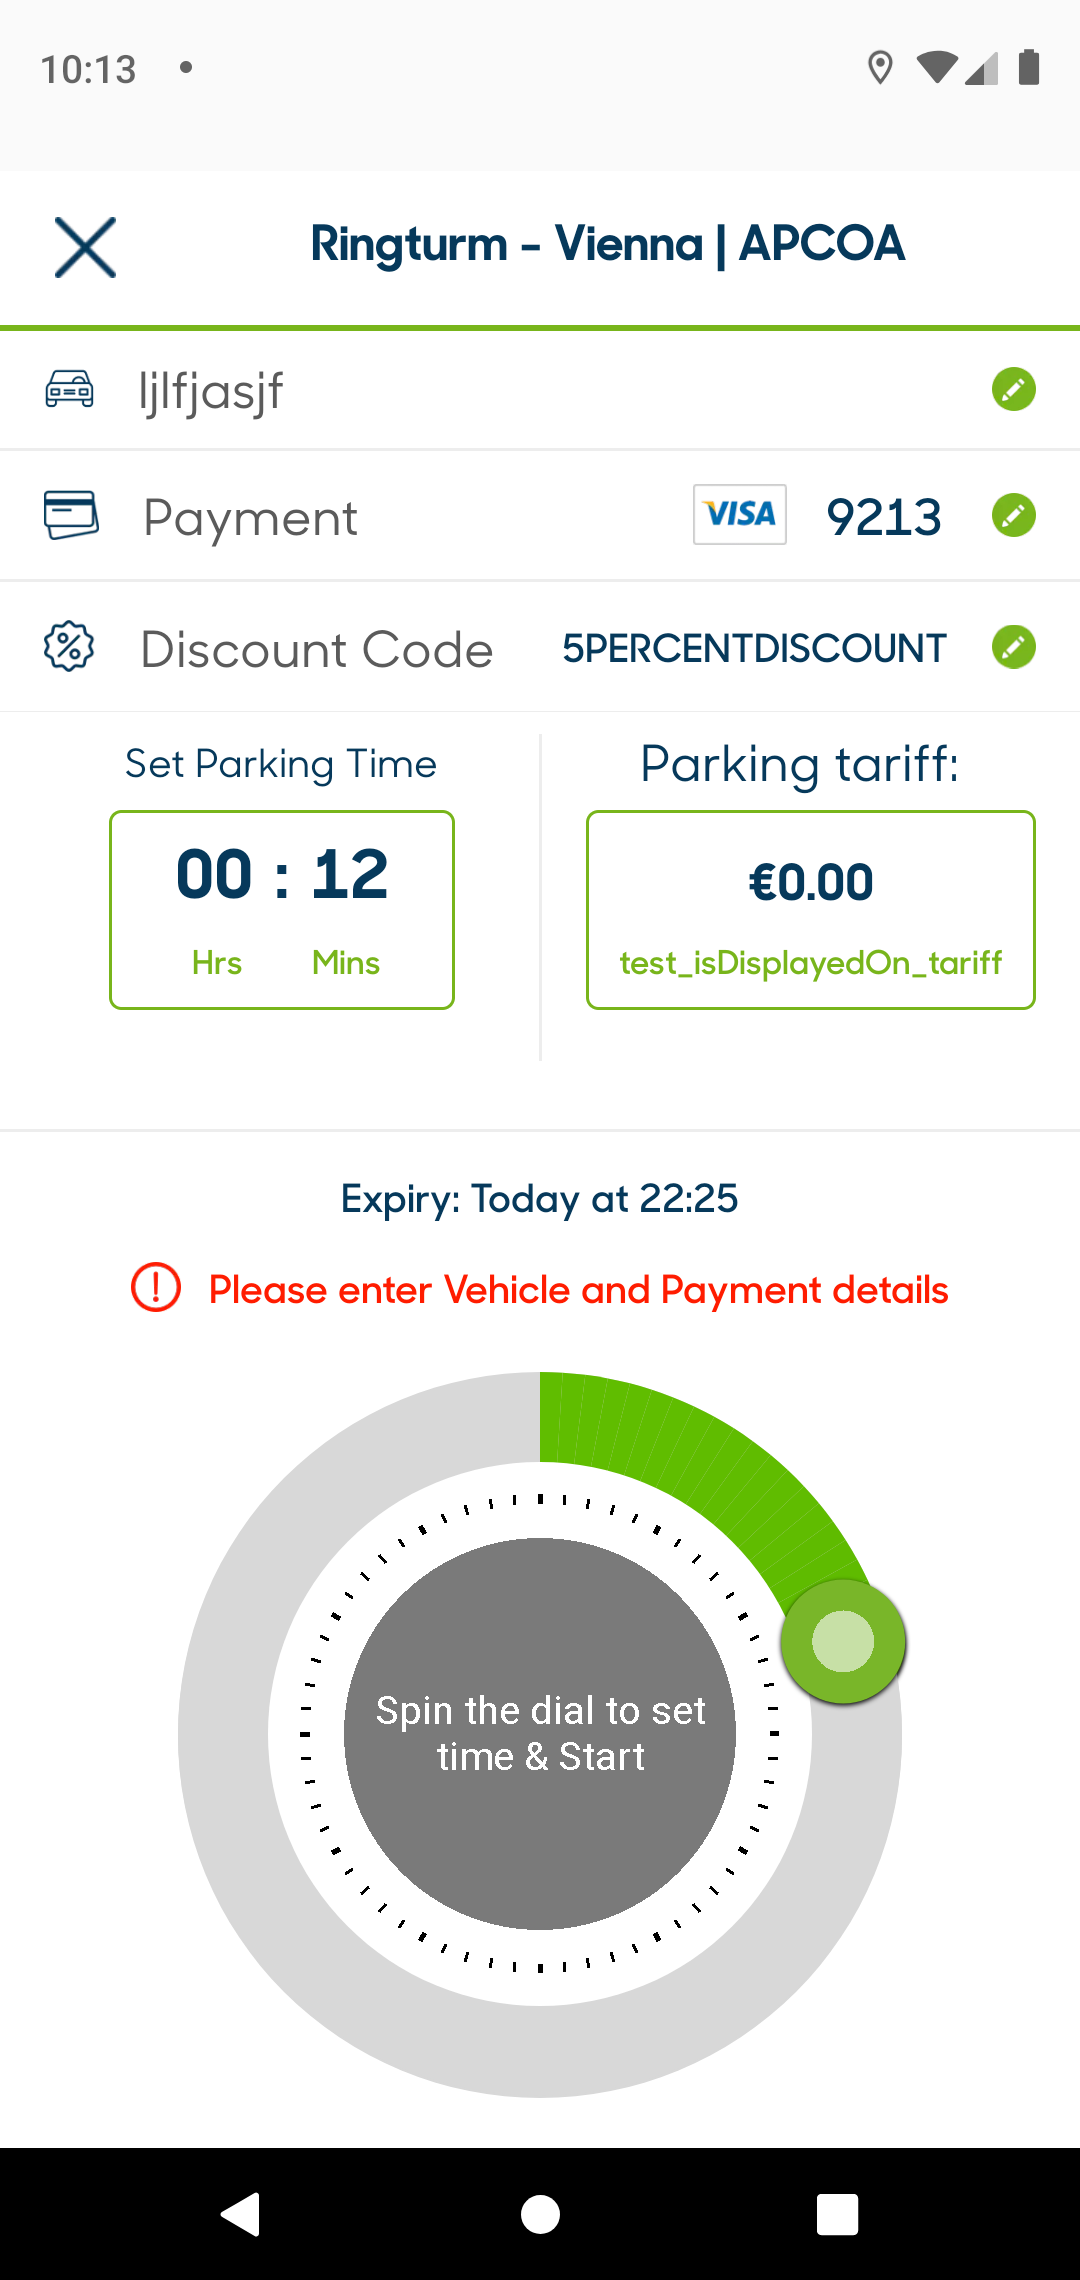 10:13
Ringturm - Vienna | APCOA
ljlfjasjf
Payment VISA 9213
Discount Code 5PERCENTDISCOUNT
Set Parking Time
00 : 12
Hrs Mins
Parking tariff:
€0.00
test_isDisplayedOn_tariff
Expiry: Today at 22:25
Please enter Vehicle and Payment details
Spin the dial to set
time & Start